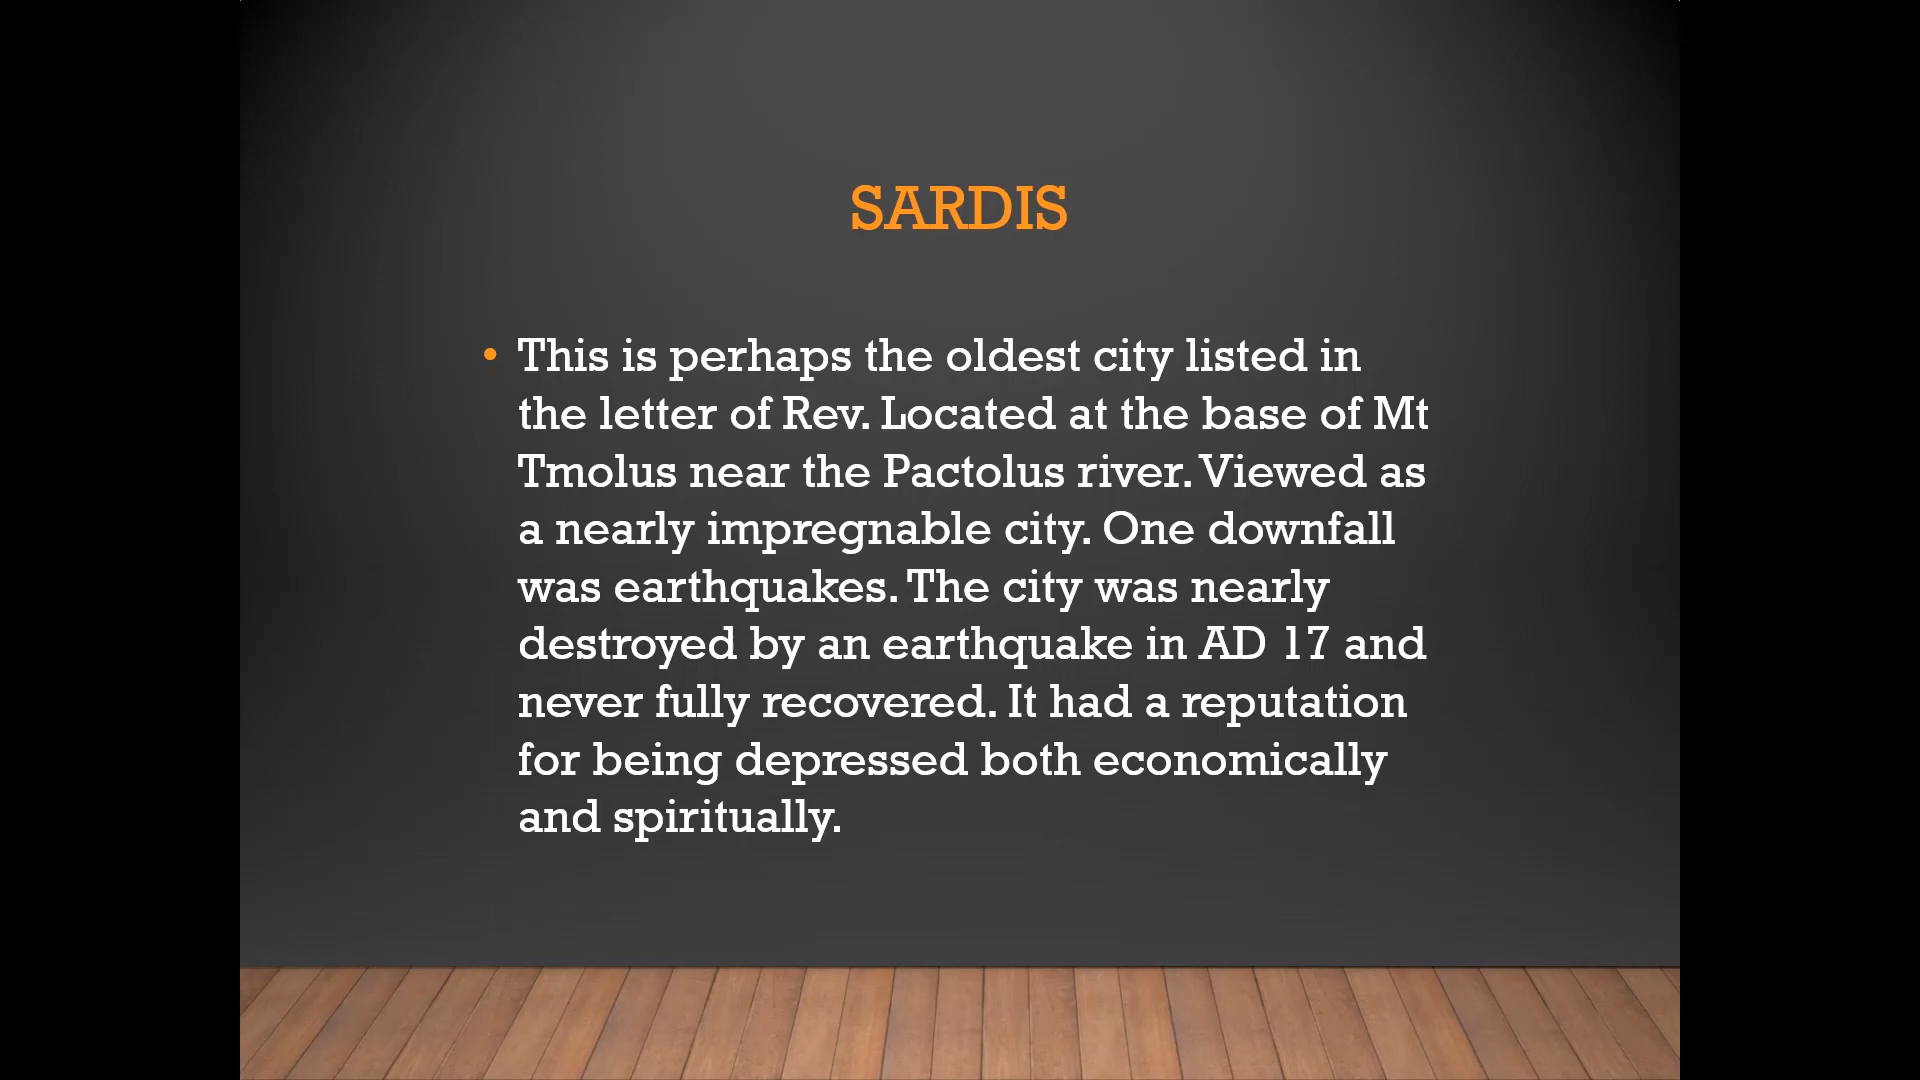 SARDIS
• This is perhaps the oldest city listed in
the letter of Rev. Located at the base of Mt
Tmolus near the Pactolus river. Viewed as
a nearly impregnable city. One downfall
was earthquakes. The city was nearly
destroyed by an earthquake in AD 17 and
never fully recovered. It had a reputation
for being depressed both economically
and spiritually.